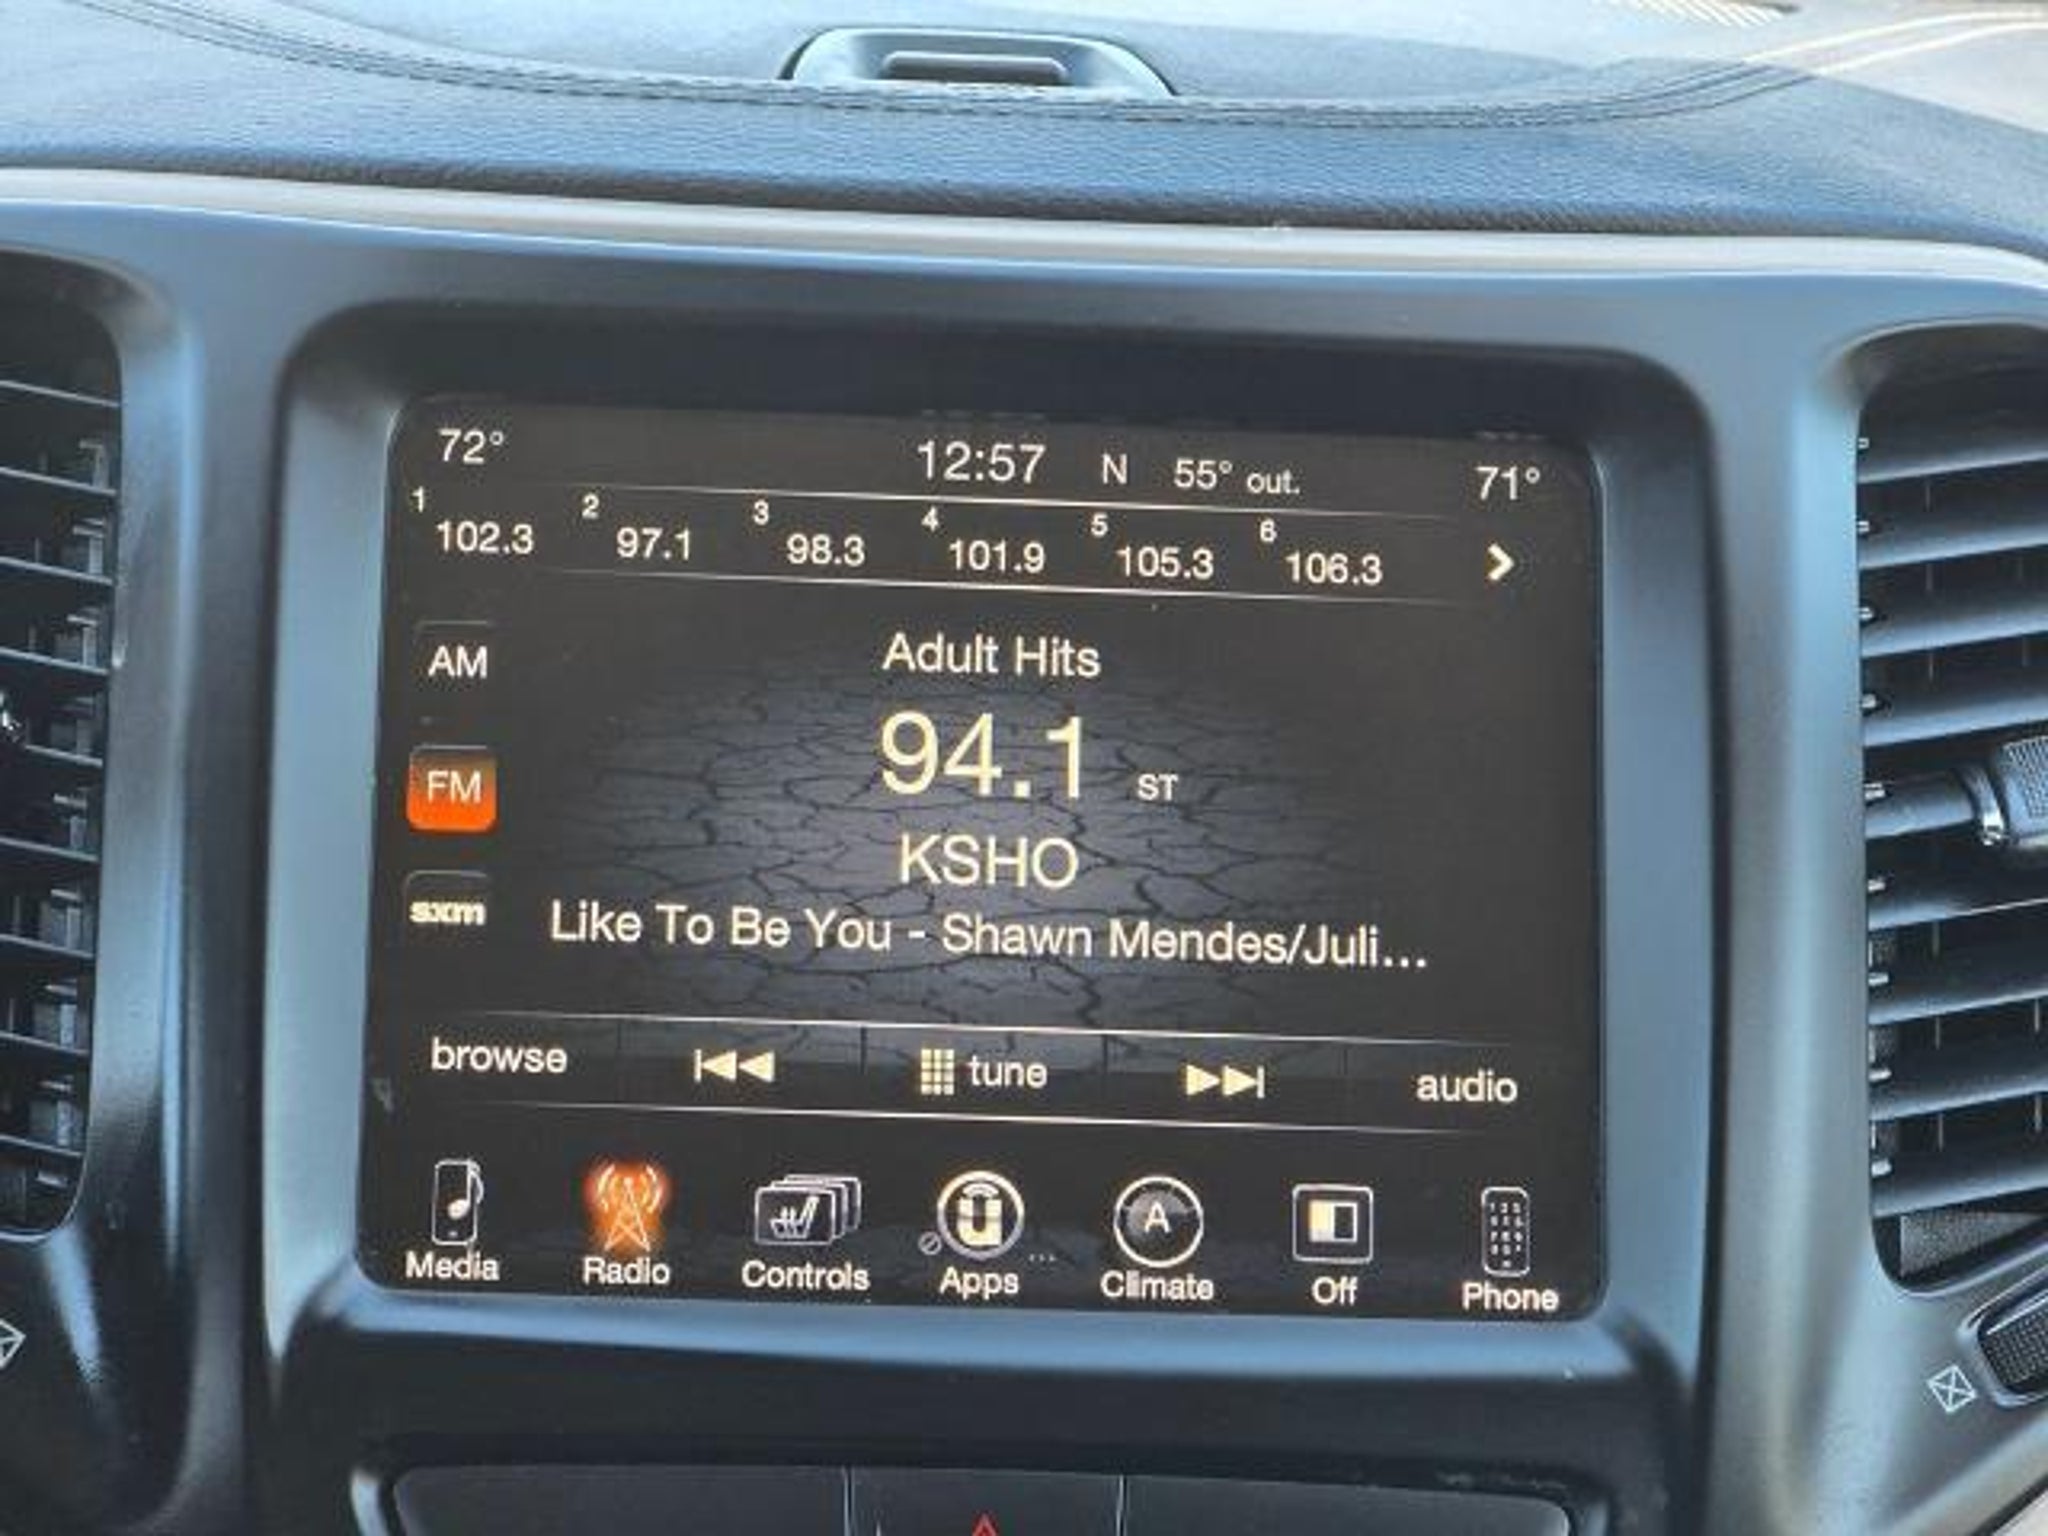 72° 12:57 N 55° out. 71°
1 102.3 2 97.1 3 98.3 4 101.9 5 105.3 6 106.3
AM
Adult Hits
94.1 ST
FM
KSHO
sxm
Like To Be You - Shawn Mendes/Juli...
browse tune audio
A
Media Radio Controls Apps Climate Off Phone